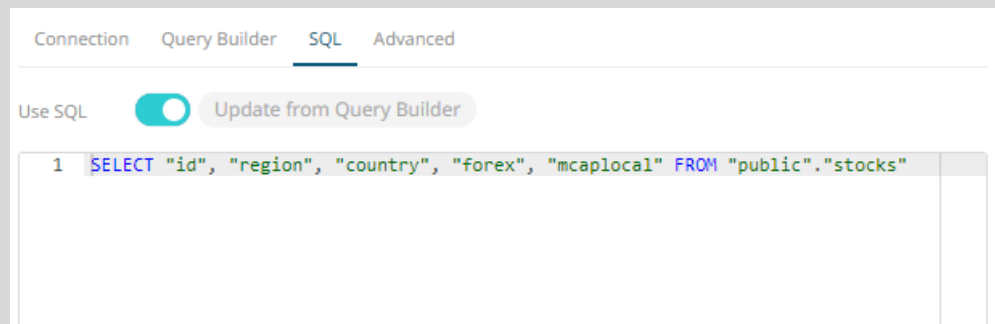 Connection Query Builder SQL Advanced
Use SQL Update from Query Builder
1 SELECT "id", "region", "country", "forex", "mcaplocal" FROM "public"."stocks"